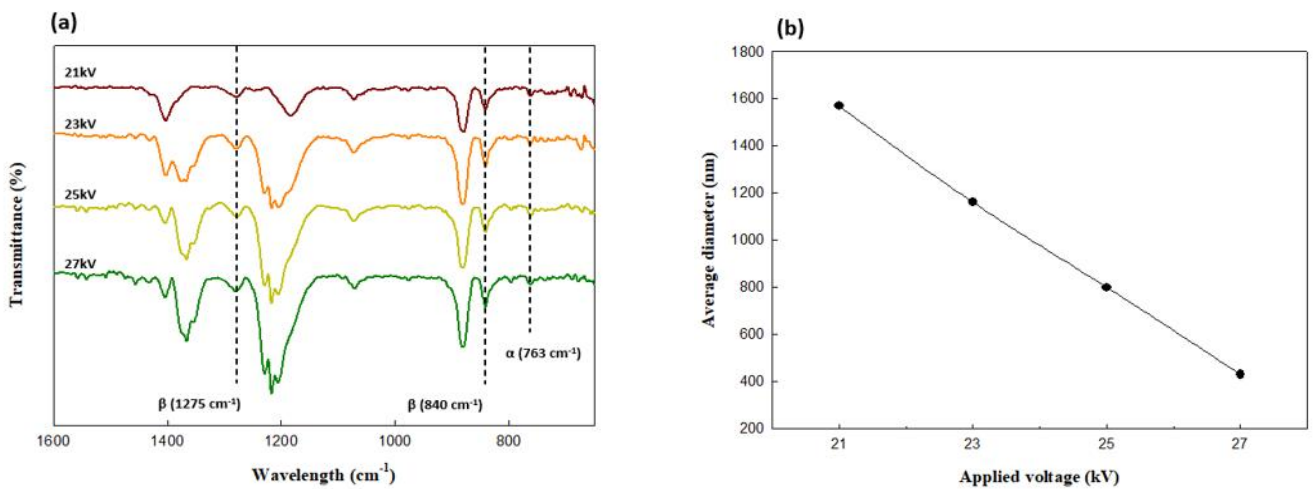 (a)
21kV
23kV
25kV
27kV
α (763 cm-1)
β (1275 cm-1)
β (840 cm-1)
1600
1400
1200
1000
800
Wavelength (cm-1)
Transmittance (%)
(b)
1800
1600
1400
1200
1000
800
600
400
200
21
23
25
27
Applied voltage (kV)
Average diameter (nm)